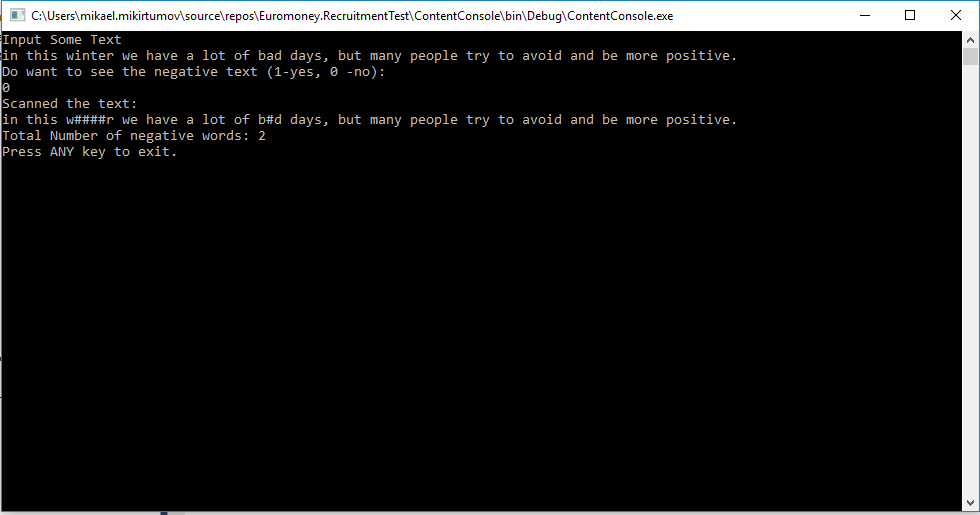 C:\Users\mikael.mikirtumov\source\repos\Euromoney.RecruitmentTest\ContentConsole\bin\Debug\ContentConsole.exe
Input Some Text
in this winter we have a lot of bad days, but many people try to avoid and be more positive.
Do want to see the negative text (1-yes, 0 -no):
0
Scanned the text:
in this w####r we have a lot of b#d days, but many people try to avoid and be more positive.
Total Number of negative words: 2
Press ANY key to exit.